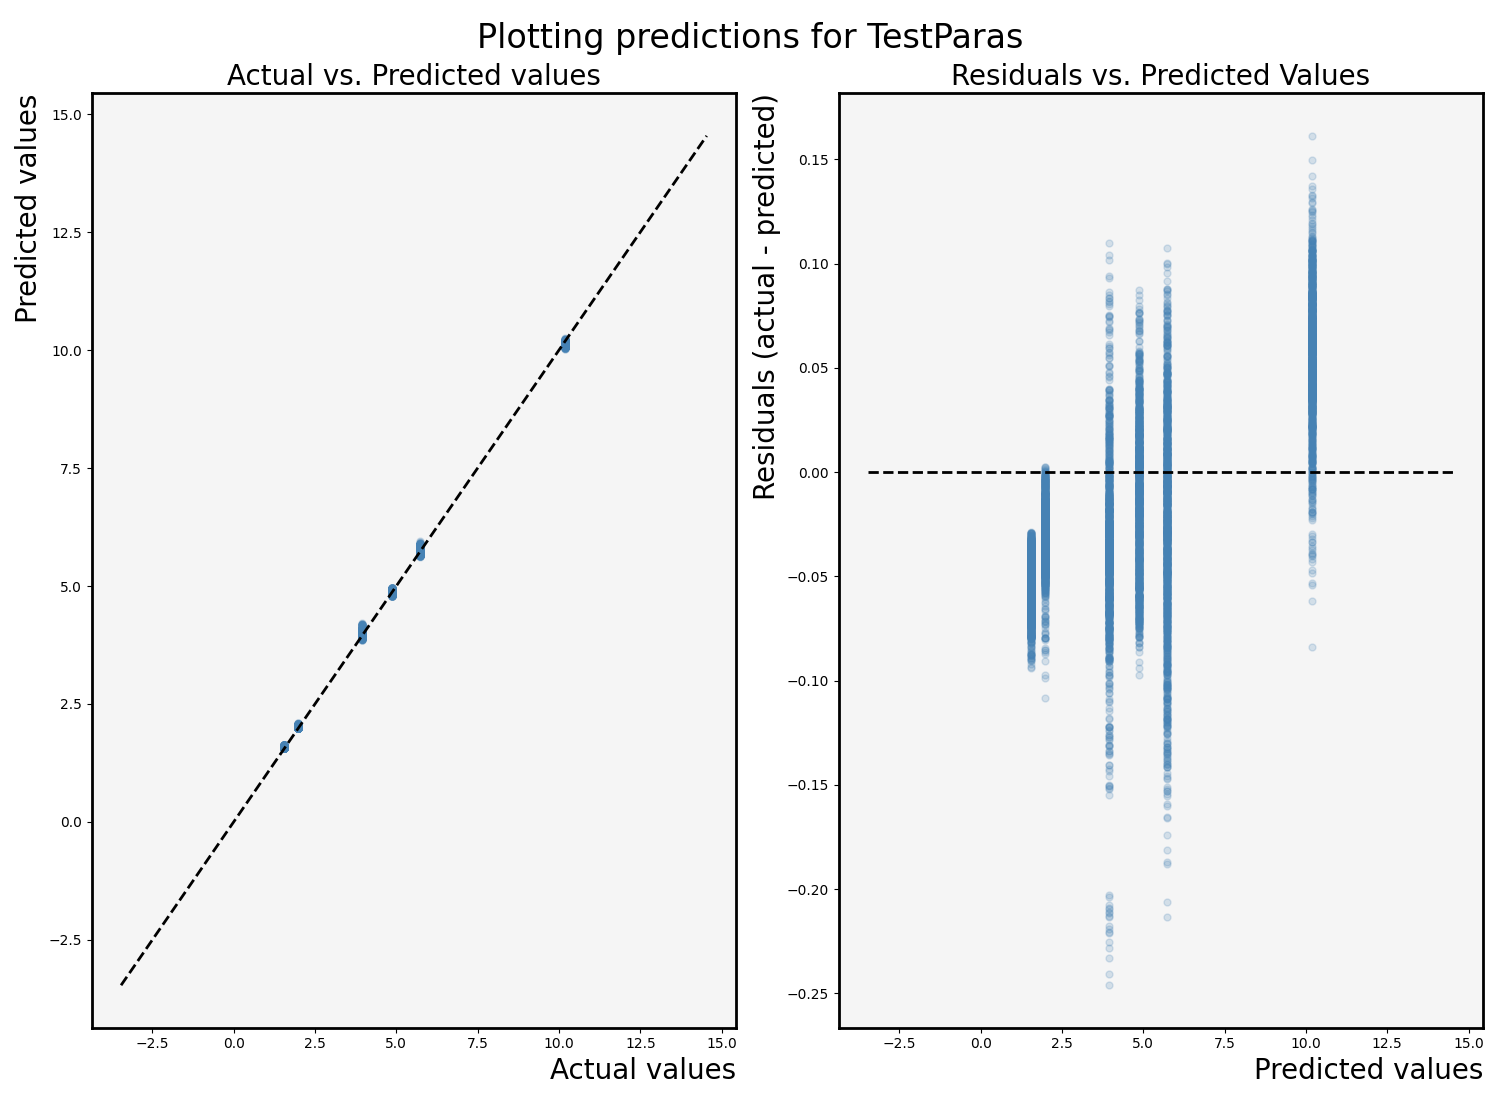 Plotting predictions for TestParas
Actual vs. Predicted values
Predicted values
15.0
12.5
10.0
7.5
5.0
2.5
0.0
−2.5
−2.5 0.0 2.5 5.0 7.5 10.0 12.5 15.0
Actual values
Residuals vs. Predicted Values
Residuals (actual - predicted)
0.15
0.10
0.05
0.00
−0.05
−0.10
−0.15
−0.20
−0.25
−2.5 0.0 2.5 5.0 7.5 10.0 12.5 15.0
Predicted values